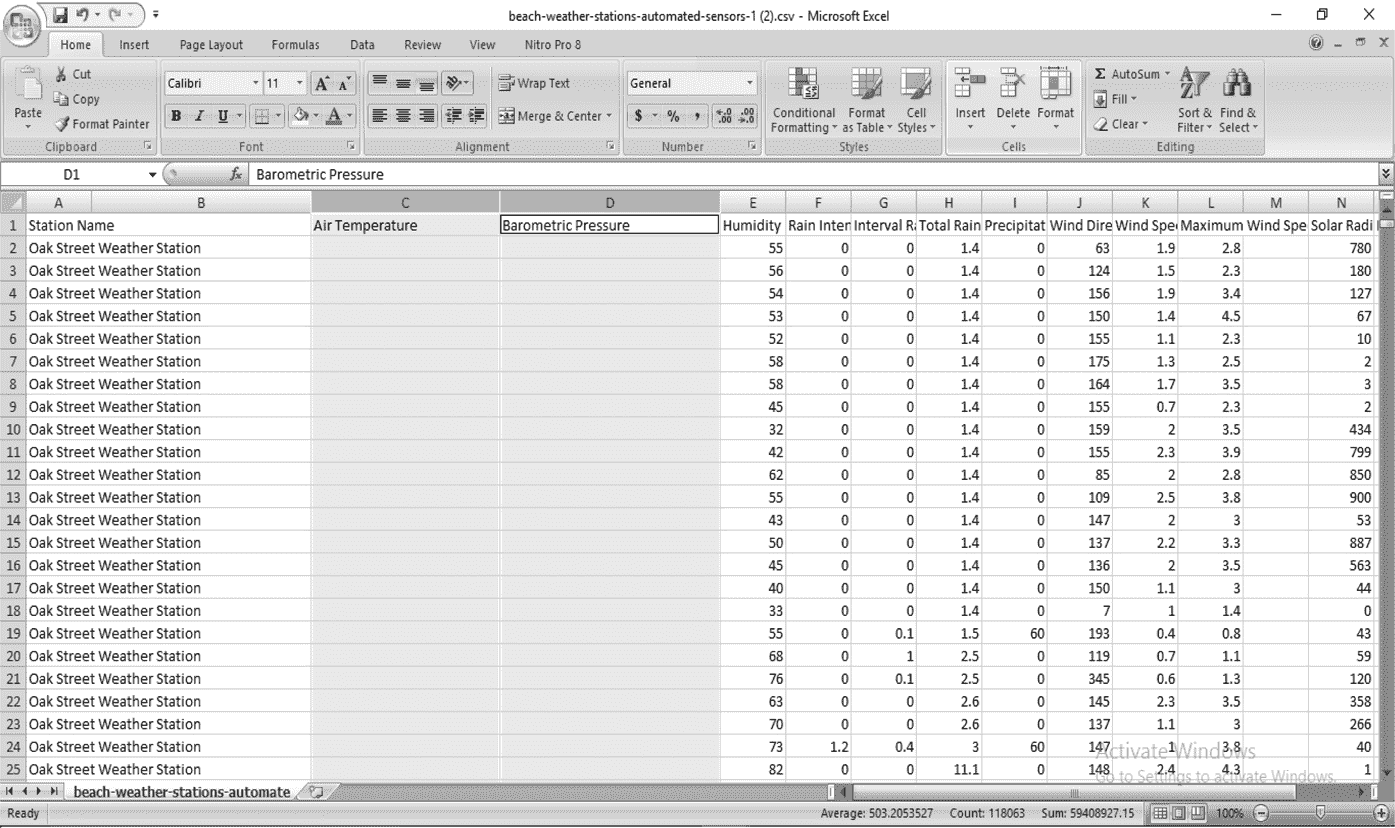 beach-weather-stations-automated-sensors-1 (2).csv - Microsoft Excel
Home Insert Page Layout Formulas Data Review View Nitro Pro 8
Paste Cut Copy Format Painter Calibri 11 B I U Wrap Text Merge & Center General $ % , Conditional Formatting Format as Table Cell Styles Insert Delete Format Σ AutoSum Fill Clear Sort & Filter Find & Select
Clipboard Font Alignment Number Styles Cells Editing
D1 fx Barometric Pressure
A B C D E F G H I J K L M N
1 Station Name Air Temperature Barometric Pressure Humidity Rain Inten Interval Ra Total Rain Precipitat Wind Dire Wind Spee Maximum Wind Spe Solar Radi
2 Oak Street Weather Station 55 0 0 1.4 0 63 1.9 2.8 780
3 Oak Street Weather Station 56 0 0 1.4 0 124 1.5 2.3 180
4 Oak Street Weather Station 54 0 0 1.4 0 156 1.9 3.4 127
5 Oak Street Weather Station 53 0 0 1.4 0 150 1.4 4.5 67
6 Oak Street Weather Station 52 0 0 1.4 0 155 1.1 2.3 10
7 Oak Street Weather Station 58 0 0 1.4 0 175 1.3 2.5 2
8 Oak Street Weather Station 58 0 0 1.4 0 164 1.7 3.5 3
9 Oak Street Weather Station 45 0 0 1.4 0 155 0.7 2.3 2
10 Oak Street Weather Station 32 0 0 1.4 0 159 2 3.5 434
11 Oak Street Weather Station 42 0 0 1.4 0 155 2.3 3.9 799
12 Oak Street Weather Station 62 0 0 1.4 0 85 2 2.8 850
13 Oak Street Weather Station 55 0 0 1.4 0 109 2.5 3.8 900
14 Oak Street Weather Station 43 0 0 1.4 0 147 2 3 53
15 Oak Street Weather Station 50 0 0 1.4 0 137 2.2 3.3 887
16 Oak Street Weather Station 45 0 0 1.4 0 136 2 3.5 563
17 Oak Street Weather Station 40 0 0 1.4 0 150 1.1 3 44
18 Oak Street Weather Station 33 0 0 1.4 0 7 1 1.4 0
19 Oak Street Weather Station 55 0 0.1 1.5 60 193 0.4 0.8 43
20 Oak Street Weather Station 68 0 1 2.5 0 119 0.7 1.1 59
21 Oak Street Weather Station 76 0 0.1 2.5 0 345 0.6 1.3 120
22 Oak Street Weather Station 63 0 0 2.6 0 145 2.3 3.5 358
23 Oak Street Weather Station 70 0 0 2.6 0 137 1.1 3 266
24 Oak Street Weather Station 73 1.2 0.4 3 60 147 1 3.8 40
Activate Windows
25 Oak Street Weather Station 82 0 0 11.1 0 148 2.4 4.3 1
Go to Settings to activate Windows.
beach-weather-stations-automate
Ready Average: 503.2053527 Count: 118063 Sum: 59408927.15 100%